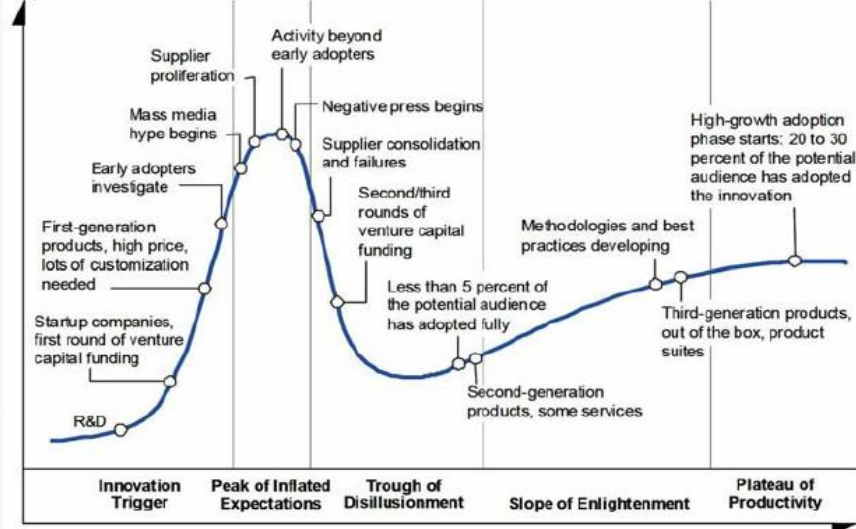 Activity beyond
early adopters
Supplier
proliferation
Negative press begins
Mass media
hype begins
Supplier consolidation
and failures
Early adopters
investigate
Second/third
rounds of
venture capital
funding
First-generation
products, high price,
lots of customization
needed
Less than 5 percent of
the potential audience
has adopted fully
Startup companies,
first round of venture
capital funding
R&D
Second-generation
products, some services
Methodologies and best
practices developing
Third-generation products,
out of the box, product
suites
High-growth adoption
phase starts: 20 to 30
percent of the potential
audience has adopted
the innovation
Innovation
Trigger
Peak of Inflated
Expectations
Trough of
Disillusionment
Slope of Enlightenment
Plateau of
Productivity